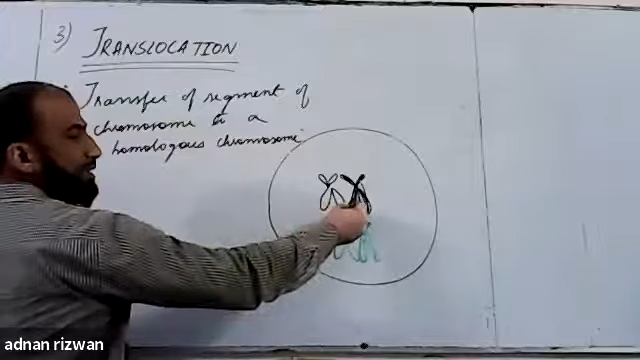 3) TRANSLOCATION
Transfer of segment of
chromosome to a
homologous chromosome.
adnan rizwan